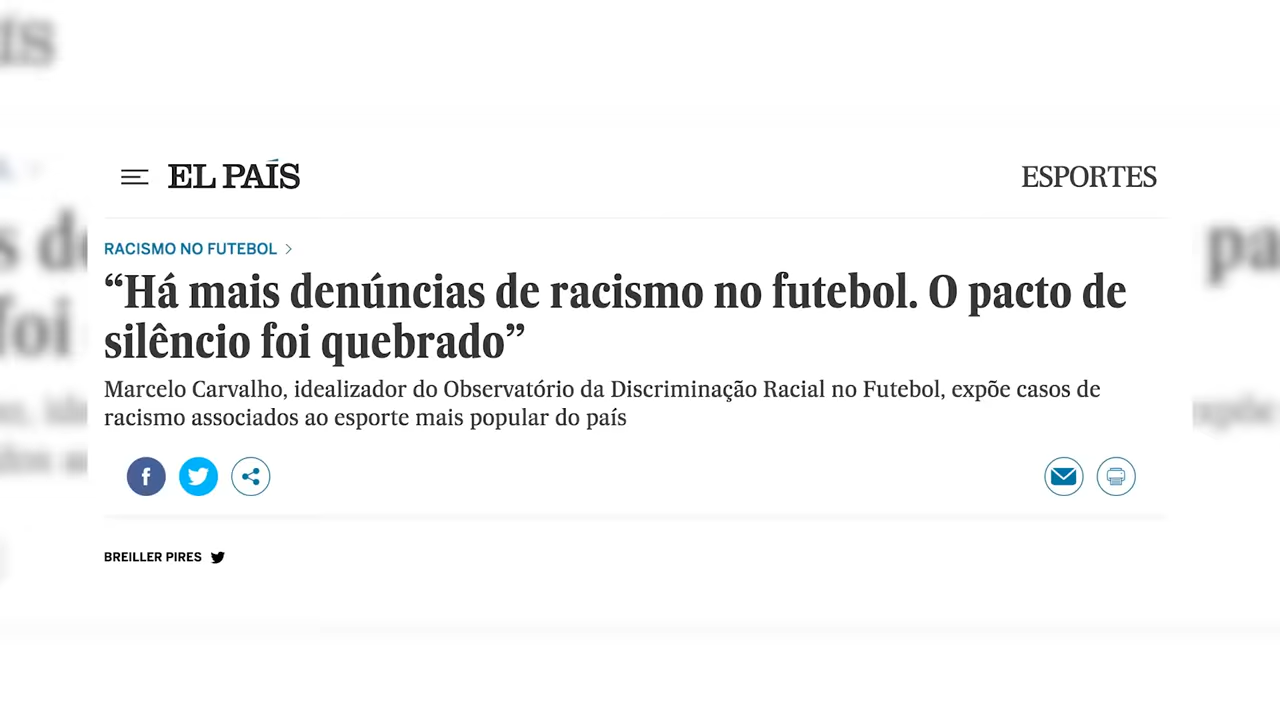 EL PAÍS
ESPORTES
RACISMO NO FUTEBOL
“Há mais denúncias de racismo no futebol. O pacto de
silêncio foi quebrado”
Marcelo Carvalho, idealizador do Observatório da Discriminação Racial no Futebol, expõe casos de
racismo associados ao esporte mais popular do país
BREILLER PIRES